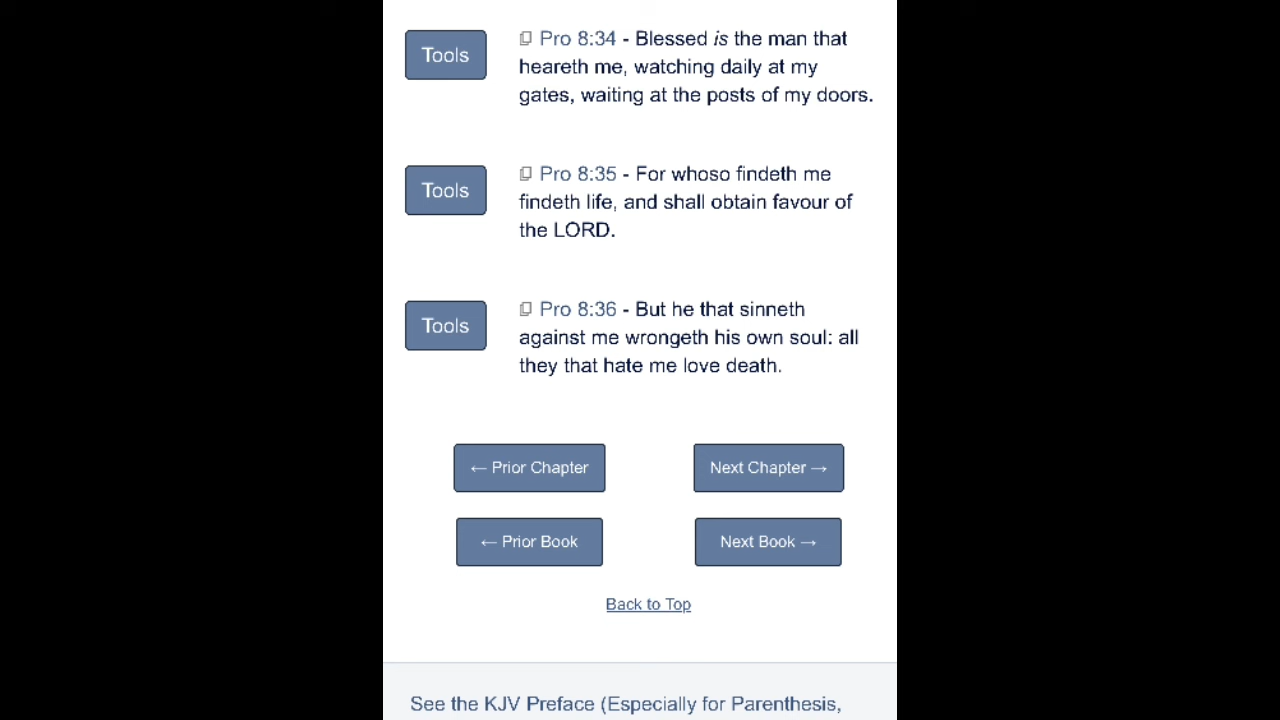 Tools
Pro 8:34 - Blessed is the man that
heareth me, watching daily at my
gates, waiting at the posts of my doors.
Tools
Pro 8:35 - For whoso findeth me
findeth life, and shall obtain favour of
the LORD.
Tools
Pro 8:36 - But he that sinneth
against me wrongeth his own soul: all
they that hate me love death.
← Prior Chapter
Next Chapter →
← Prior Book
Next Book →
Back to Top
See the KJV Preface (Especially for Parenthesis,